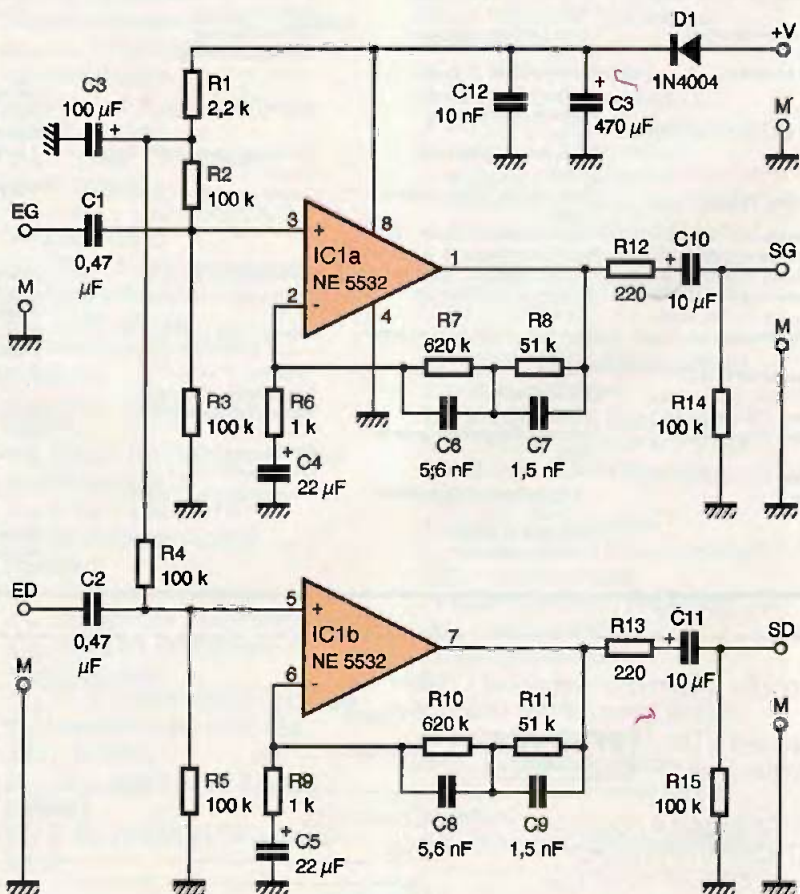 D1
+V
1N4004
M
C12
10 nF
+
C3
470 µF
C3
100 µF
+
R1
2,2 k
R2
100 k
EG
C1
0,47
µF
M
3
+
8
IC1a
NE 5532
1
2
-
4
R12
220
+
C10
10 µF
SG
M
R7
620 k
R8
51 k
R3
100 k
R6
1 k
C6
5,6 nF
C7
1,5 nF
R14
100 k
+
C4
22 µF
R4
100 k
ED
C2
0,47
µF
M
5
+
IC1b
NE 5532
7
6
-
R13
220
+
C11
10 µF
SD
M
R10
620 k
R11
51 k
R5
100 k
R9
1 k
C8
5,6 nF
C9
1,5 nF
R15
100 k
+
C5
22 µF